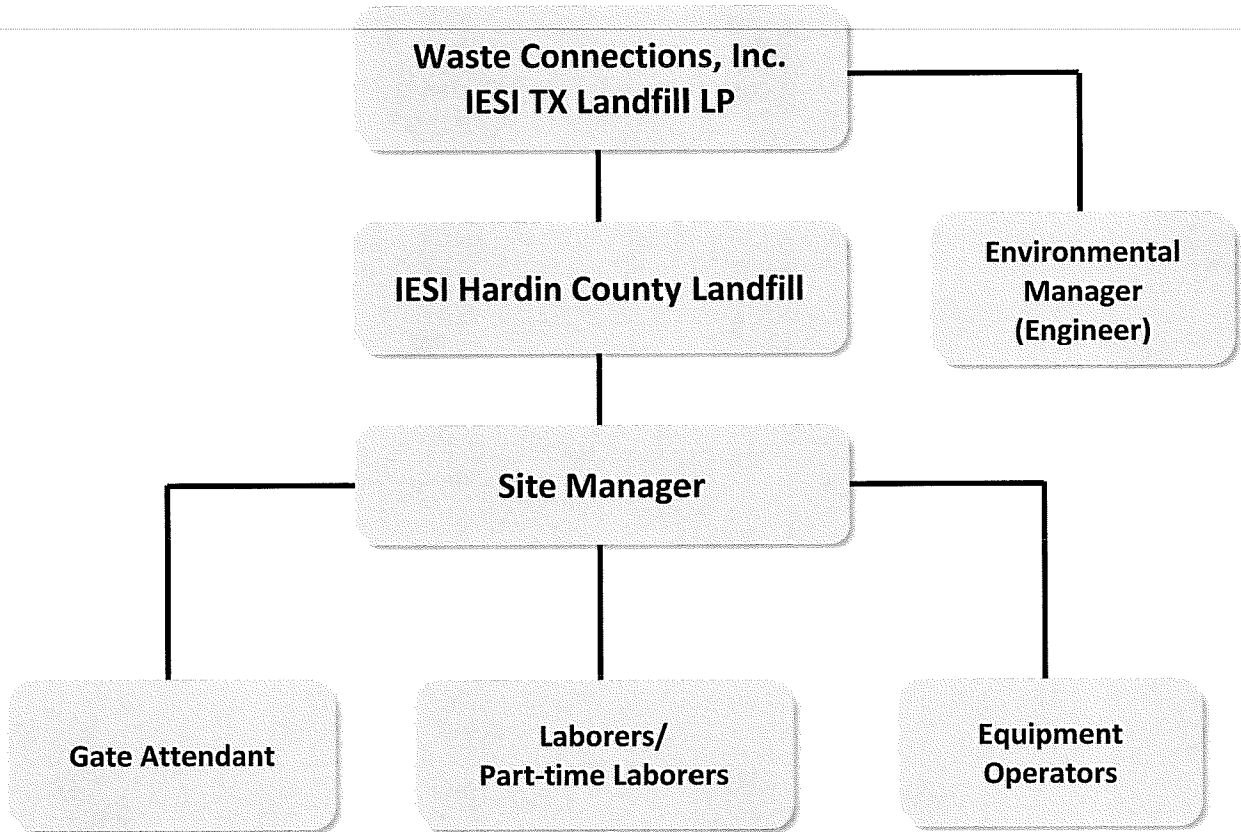 Waste Connections, Inc.
IESI TX Landfill LP
IESI Hardin County Landfill
Environmental
Manager
(Engineer)
Site Manager
Gate Attendant
Laborers/
Part-time Laborers
Equipment
Operators